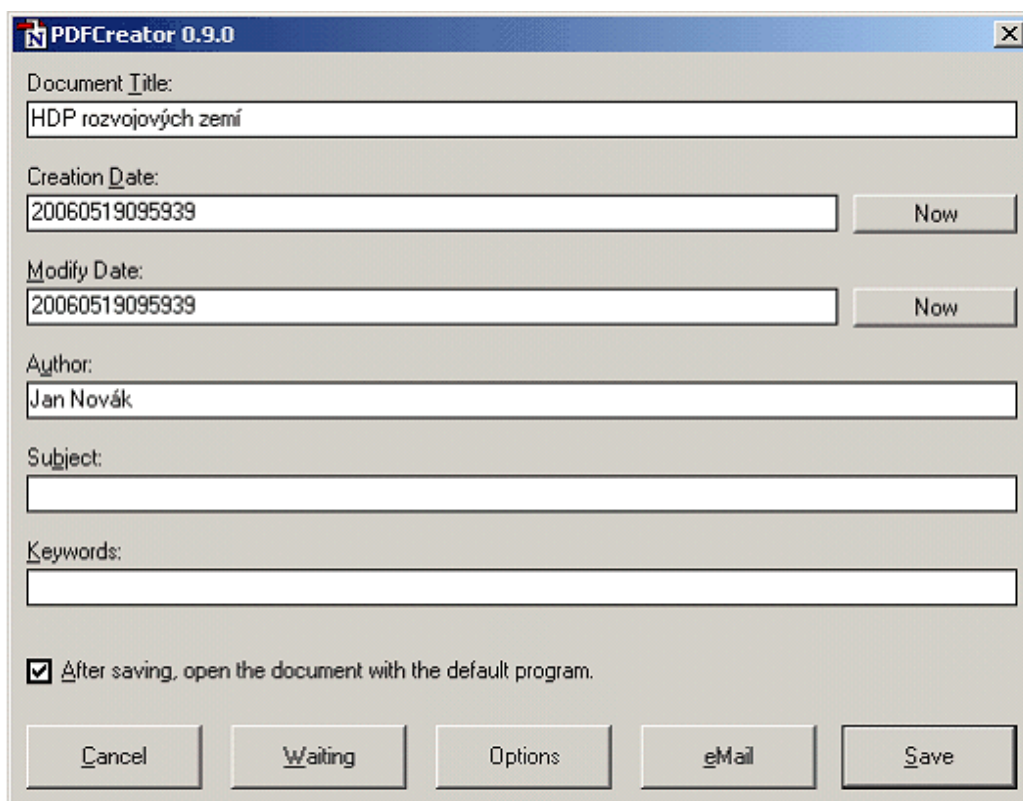 PDFCreator 0.9.0
Document Title:
HDP rozvojových zemí
Creation Date:
20060519095939
Now
Modify Date:
20060519095939
Now
Author:
Jan Novák
Subject:
Keywords:
After saving, open the document with the default program.
Cancel
Waiting
Options
eMail
Save